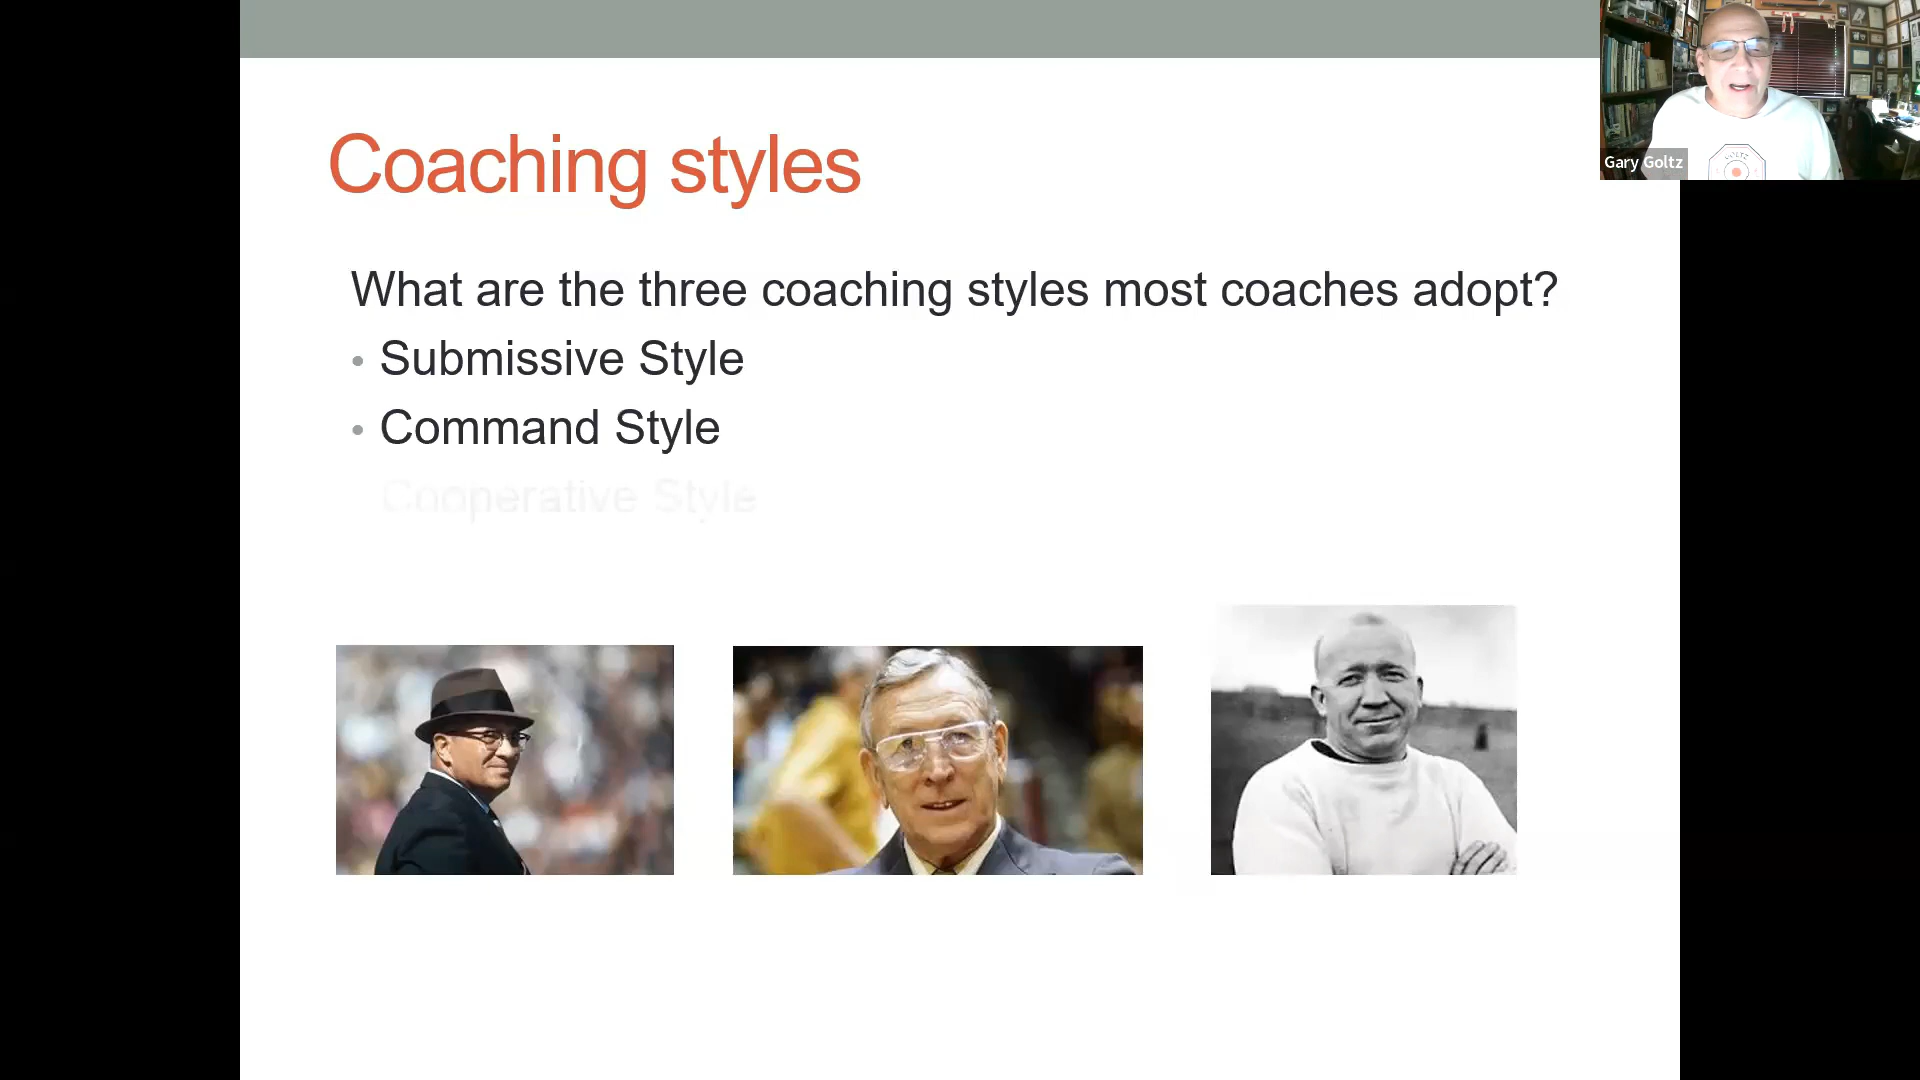 Coaching styles
What are the three coaching styles most coaches adopt?
• Submissive Style
• Command Style
Cooperative Style
Gary Goltz
GOLTZ